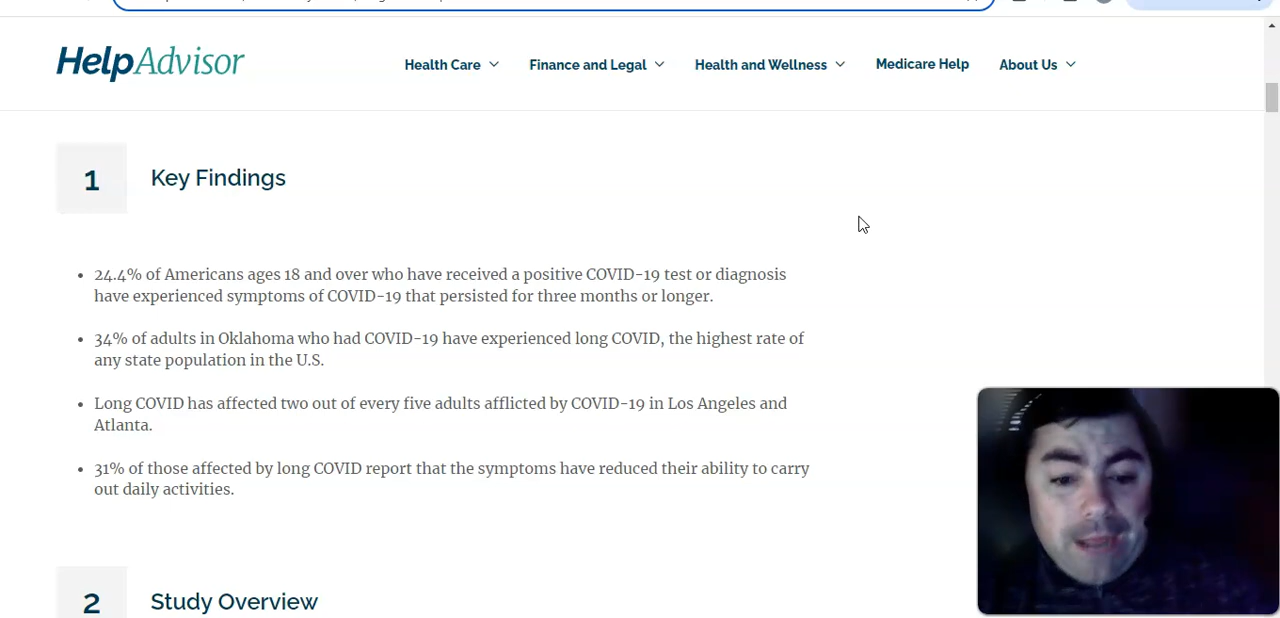 HelpAdvisor
Health Care
Finance and Legal
Health and Wellness
Medicare Help
About Us
1
Key Findings
• 24.4% of Americans ages 18 and over who have received a positive COVID-19 test or diagnosis
have experienced symptoms of COVID-19 that persisted for three months or longer.
• 34% of adults in Oklahoma who had COVID-19 have experienced long COVID, the highest rate of
any state population in the U.S.
• Long COVID has affected two out of every five adults afflicted by COVID-19 in Los Angeles and
Atlanta.
• 31% of those affected by long COVID report that the symptoms have reduced their ability to carry
out daily activities.
2
Study Overview